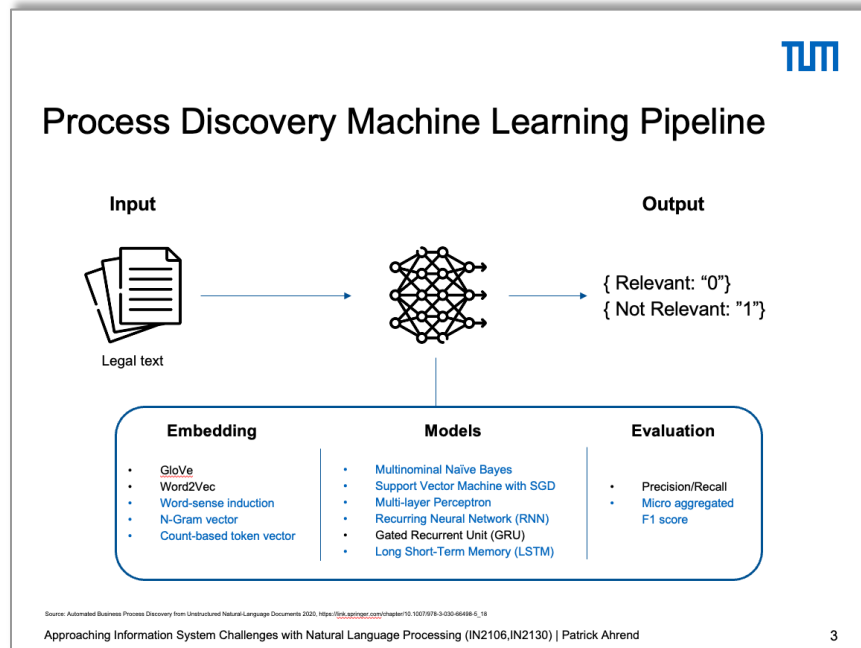 TUM
Process Discovery Machine Learning Pipeline
Input
Output
{ Relevant: “0”}
{ Not Relevant: ”1”}
Legal text
Embedding
• GloVe
• Word2Vec
• Word-sense induction
• N-Gram vector
• Count-based token vector
Models
• Multinominal Naïve Bayes
• Support Vector Machine with SGD
• Multi-layer Perceptron
• Recurring Neural Network (RNN)
• Gated Recurrent Unit (GRU)
• Long Short-Term Memory (LSTM)
Evaluation
• Precision/Recall
• Micro aggregated
F1 score
Source: Automated Business Process Discovery from Unstructured Natural-Language Documents 2020, https://link.springer.com/chapter/10.1007/978-3-030-66498-5_18
Approaching Information System Challenges with Natural Language Processing (IN2106,IN2130) | Patrick Ahrend
3